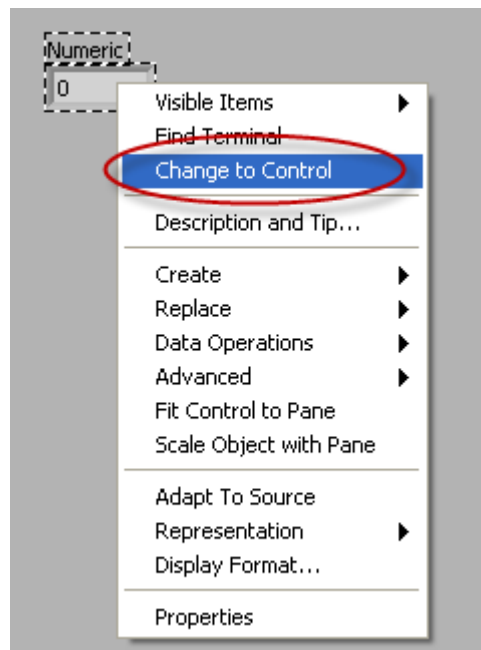 Numeric
0
Visible Items
Find Terminal
Change to Control
Description and Tip...
Create
Replace
Data Operations
Advanced
Fit Control to Pane
Scale Object with Pane
Adapt To Source
Representation
Display Format...
Properties